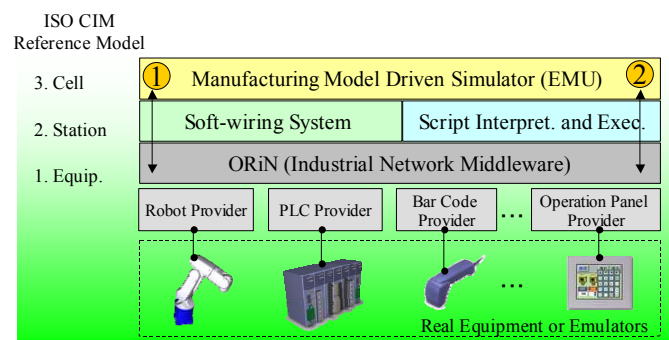 ISO CIM
Reference Model
3. Cell
1
Manufacturing Model Driven Simulator (EMU)
2
2. Station
Soft-wiring System
Script Interpret. and Exec.
1. Equip.
ORiN (Industrial Network Middleware)
Robot Provider
PLC Provider
Bar Code
Provider
...
Operation Panel
Provider
...
Real Equipment or Emulators